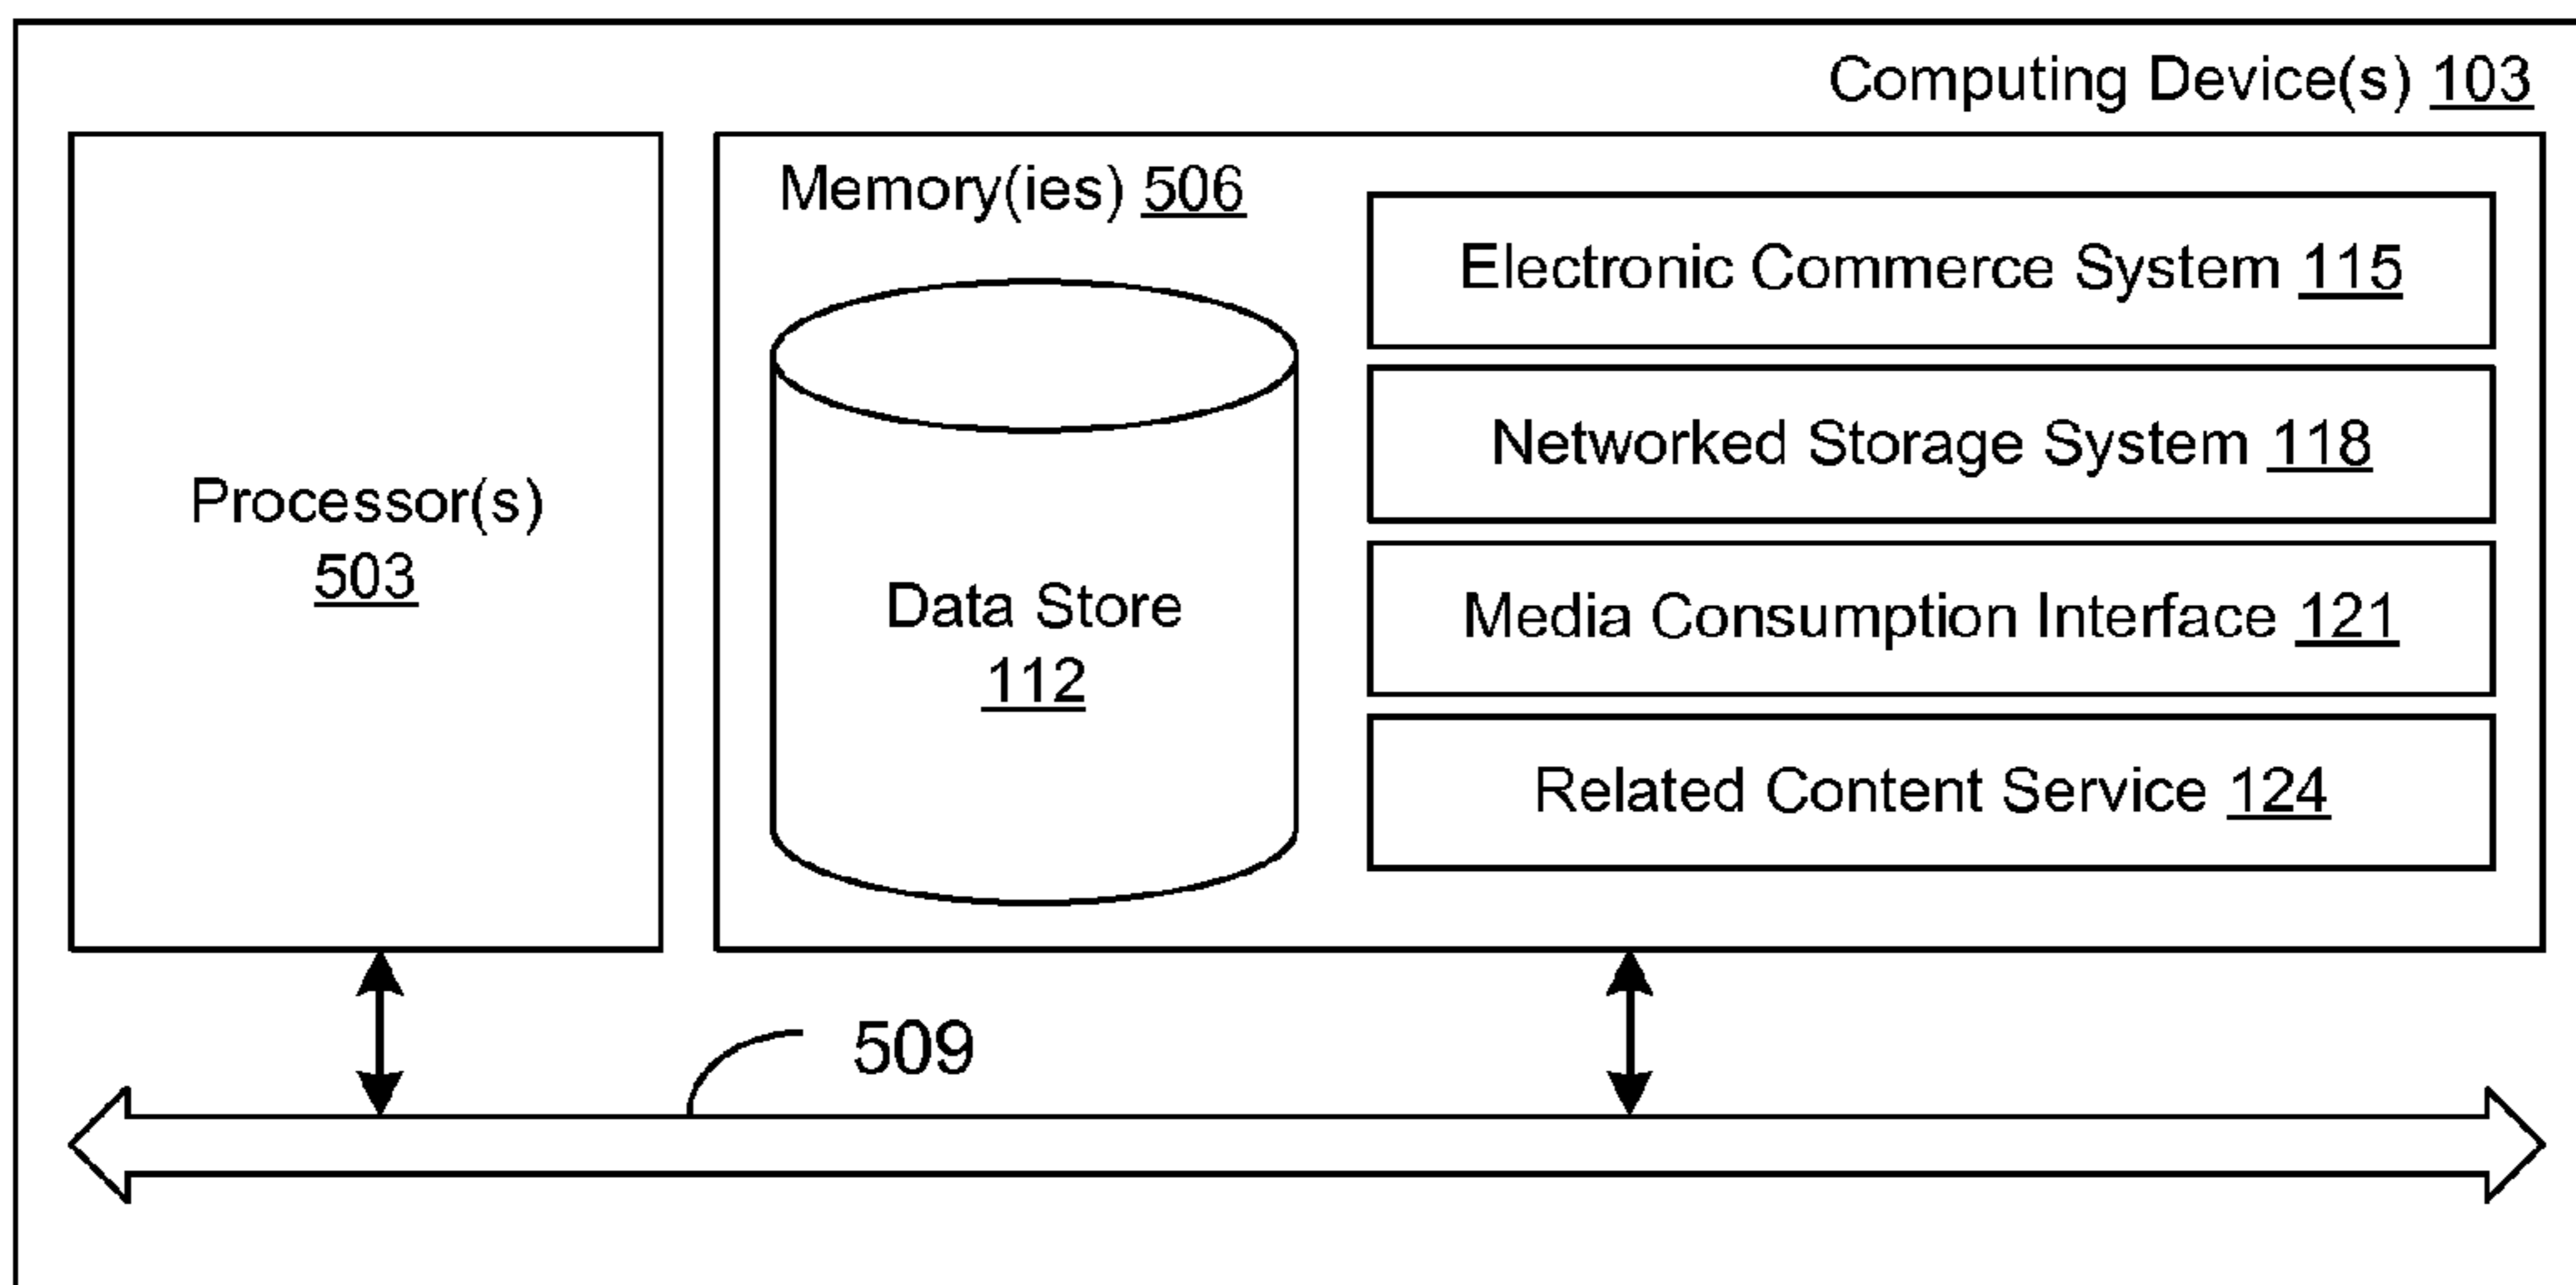 Computing Device(s) 103
Processor(s)
503
Memory(ies) 506
Data Store
112
Electronic Commerce System 115
Networked Storage System 118
Media Consumption Interface 121
Related Content Service 124
509